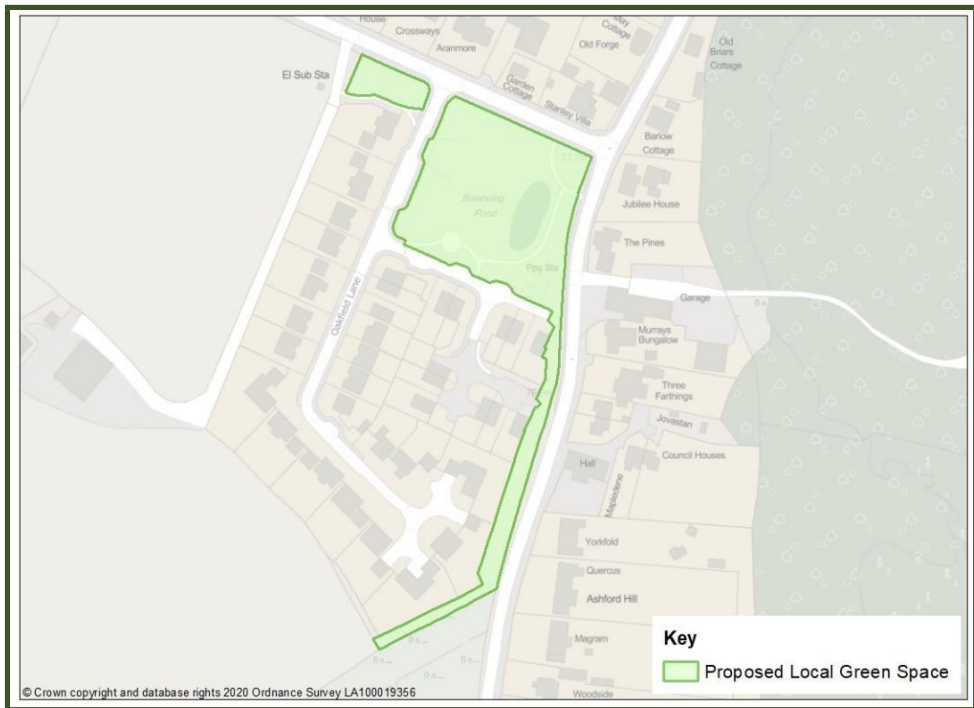 House
Crossways
Aranmore
El Sub Sta
Old Forge
Cottage
Old
Briars
Cottage
Garden
Cottage
Stanley Villa
Barlow
Cottage
Jubilee House
Balancing
Pond
The Pines
Ppg Sta
Garage
Oakfield Lane
Murrays
Bungalow
Three
Farthings
Jovastan
Council Houses
Hall
Mapledene
Yorkfold
Quercus
Ashford Hill
Magram
Woodside
Key
Proposed Local Green Space
© Crown copyright and database rights 2020 Ordnance Survey LA100019356